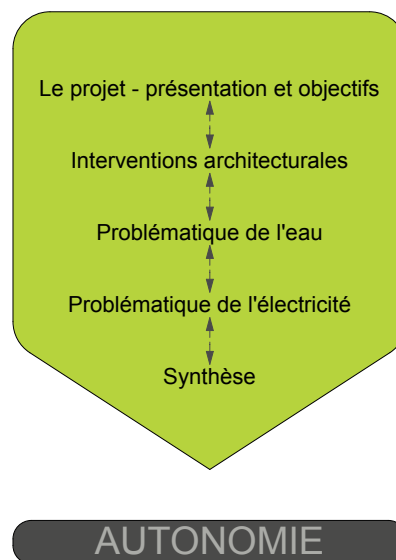 Le projet - présentation et objectifs
Interventions architecturales
Problématique de l'eau
Problématique de l'électricité
Synthèse
AUTONOMIE